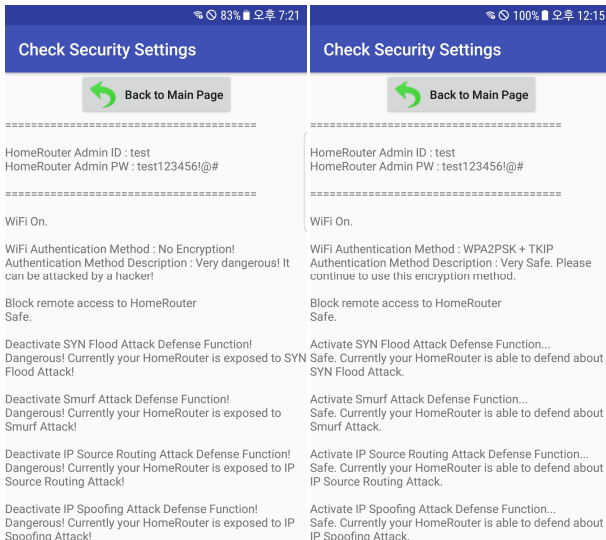 83% 오후 7:21
Check Security Settings
Back to Main Page
=======================================
HomeRouter Admin ID : test
HomeRouter Admin PW : test123456!@#
=======================================
WiFi On.
WiFi Authentication Method : No Encryption!
Authentication Method Description : Very dangerous! It
can be attacked by a hacker!
Block remote access to HomeRouter
Safe.
Deactivate SYN Flood Attack Defense Function!
Dangerous! Currently your HomeRouter is exposed to SYN
Flood Attack!
Deactivate Smurf Attack Defense Function!
Dangerous! Currently your HomeRouter is exposed to
Smurf Attack!
Deactivate IP Source Routing Attack Defense Function!
Dangerous! Currently your HomeRouter is exposed to IP
Source Routing Attack!
Deactivate IP Spoofing Attack Defense Function!
Dangerous! Currently your HomeRouter is exposed to IP
Spoofing Attack!
100% 오후 12:15
Check Security Settings
Back to Main Page
=======================================
HomeRouter Admin ID : test
HomeRouter Admin PW : test123456!@#
=======================================
WiFi On.
WiFi Authentication Method : WPA2PSK + TKIP
Authentication Method Description : Very Safe. Please
continue to use this encryption method.
Block remote access to HomeRouter
Safe.
Activate SYN Flood Attack Defense Function...
Safe. Currently your HomeRouter is able to defend about
SYN Flood Attack.
Activate Smurf Attack Defense Function...
Safe. Currently your HomeRouter is able to defend about
Smurf Attack.
Activate IP Source Routing Attack Defense Function...
Safe. Currently your HomeRouter is able to defend about
IP Source Routing Attack.
Activate IP Spoofing Attack Defense Function...
Safe. Currently your HomeRouter is able to defend about
IP Spoofing Attack.